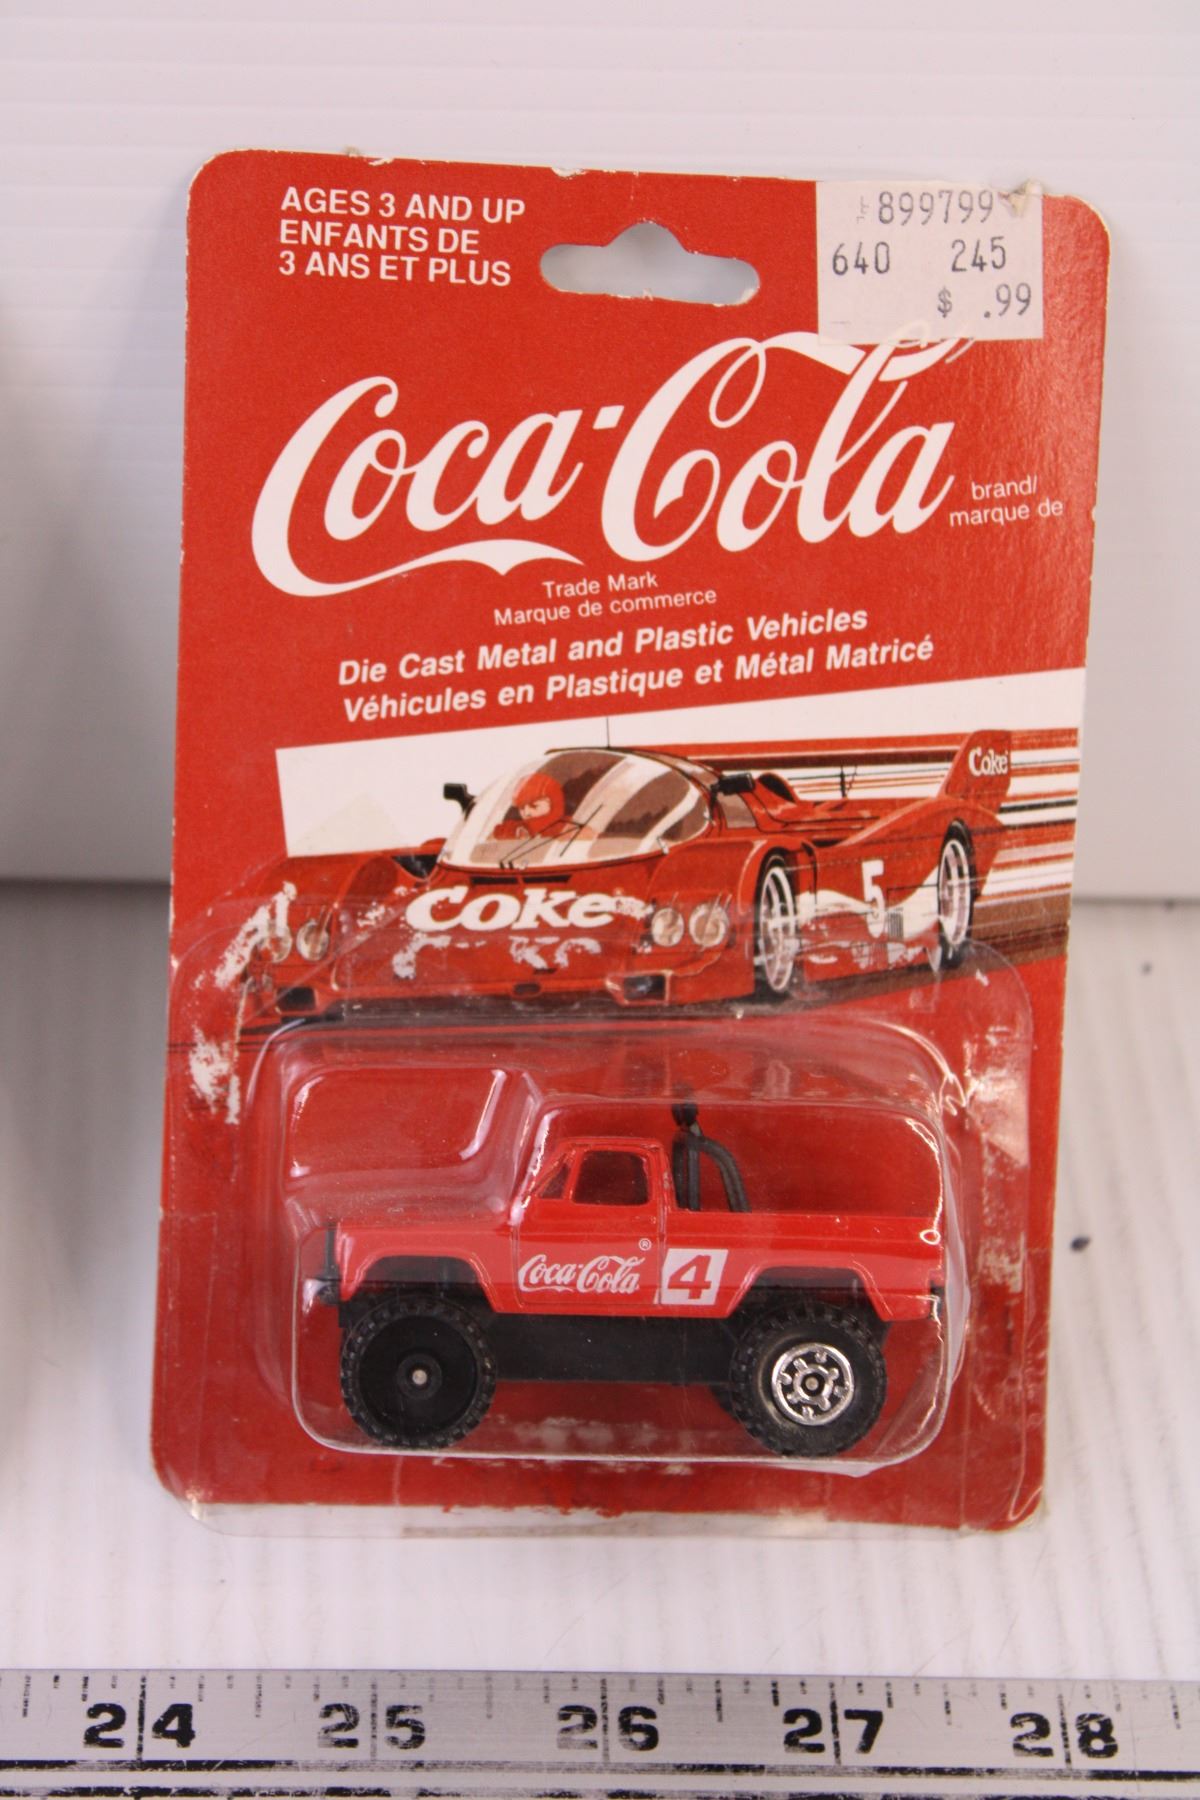 AGES 3 AND UP
ENFANTS DE
3 ANS ET PLUS
899799
640 245
$ .99
Coca-Cola
brand/
marque de
Trade Mark
Marque de commerce
Die Cast Metal and Plastic Vehicles
Véhicules en Plastique et Métal Matricé
Coke
Coke
5
Coca-Cola ® 4
24 25 26 27 28